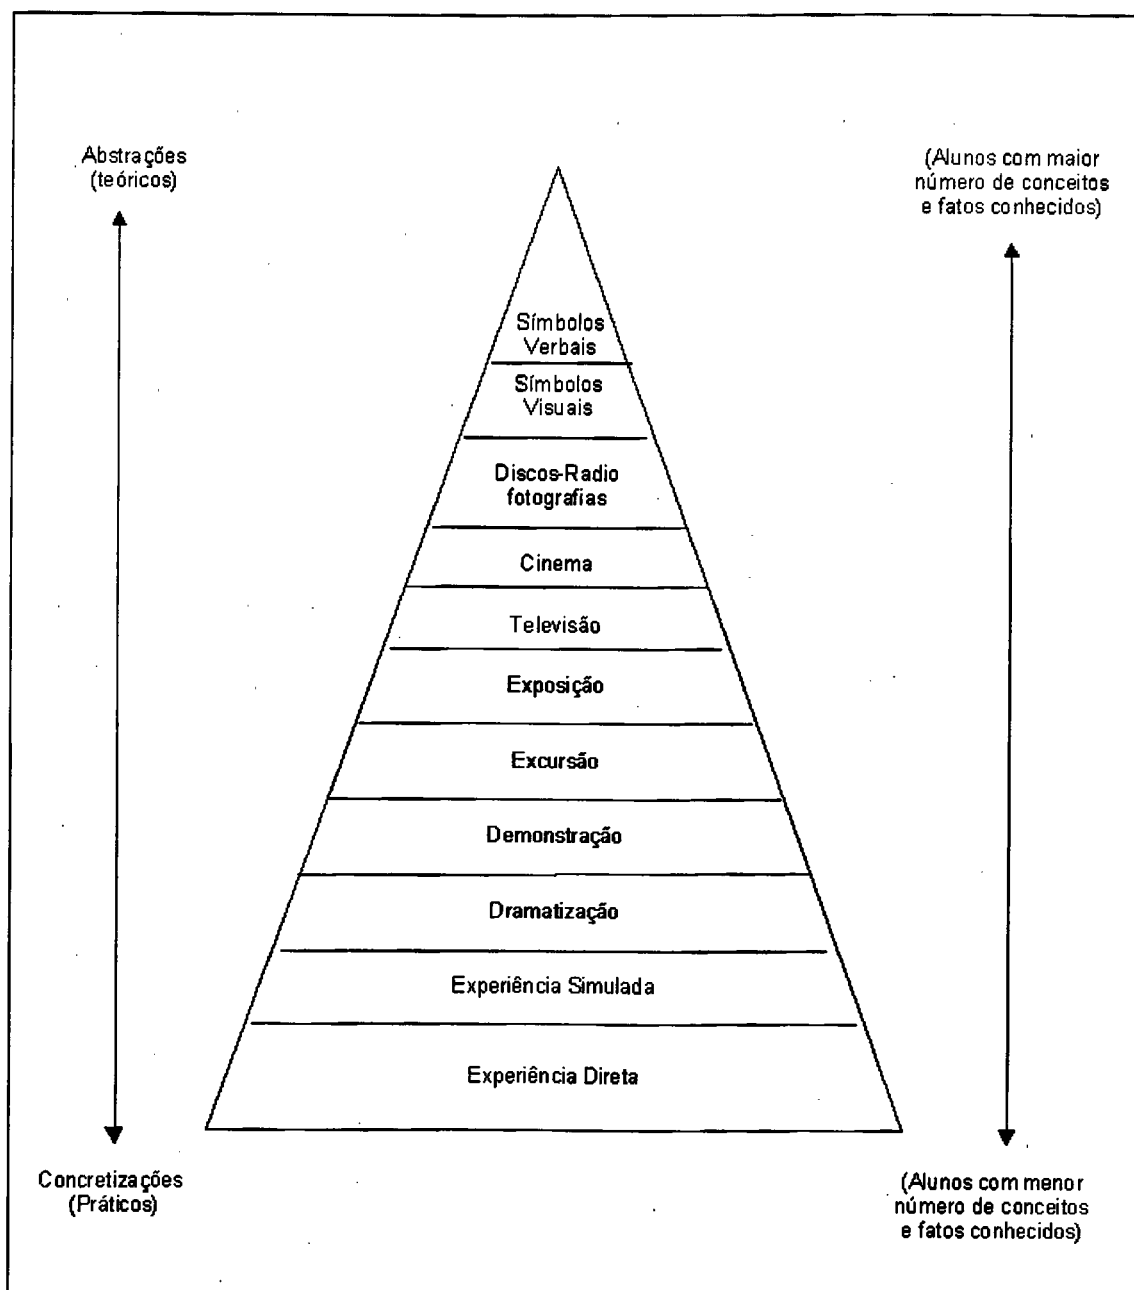 Abstrações
(teóricos)
(Alunos com maior
número de conceitos
e fatos conhecidos)
Símbolos
Verbais
Símbolos
Visuais
Discos-Radio
fotografias
Cinema
Televisão
Exposição
Excursão
Demonstração
Dramatização
Experiência Simulada
Experiência Direta
Concretizações
(Práticos)
(Alunos com menor
número de conceitos
e fatos conhecidos)